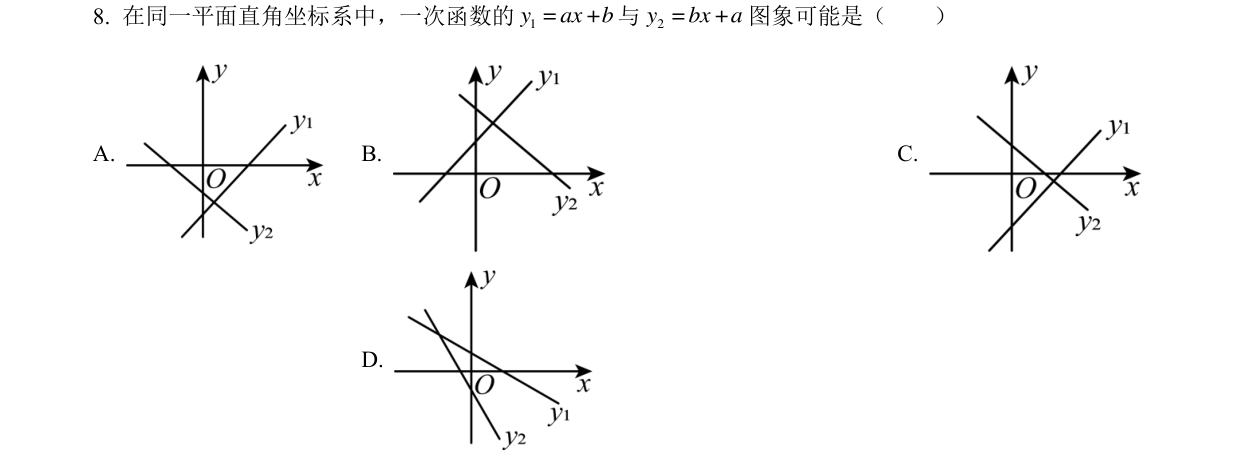 8. 在同一平面直角坐标系中，一次函数的 y₁ = ax + b 与 y₂ = bx + a 图象可能是（　　）
A. y y₁ O x y₂
B. y y₁ O x y₂
C. y y₁ O x y₂
D. y O x y₁ y₂